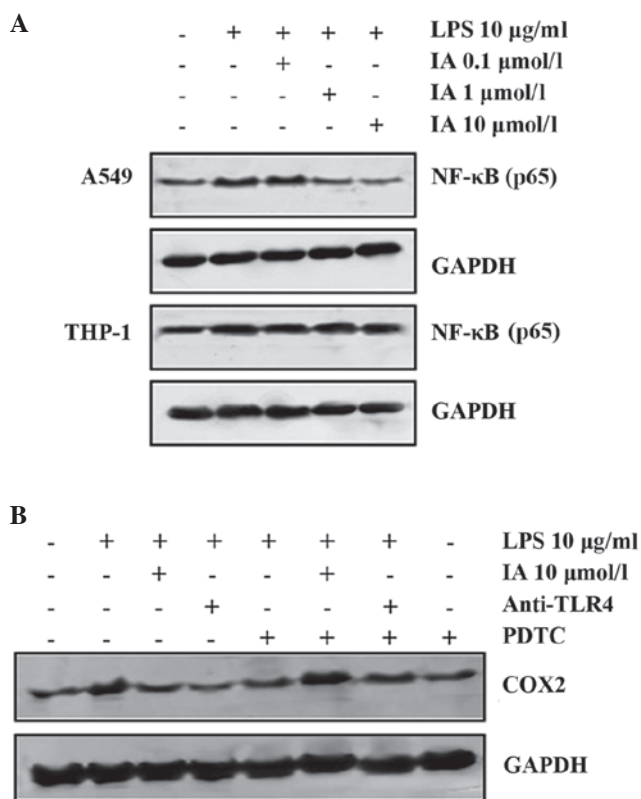 A
- + + + + LPS 10 µg/ml
- - + - - IA 0.1 µmol/l
- - - + - IA 1 µmol/l
- - - - + IA 10 µmol/l
A549 NF-κB (p65)
GAPDH
THP-1 NF-κB (p65)
GAPDH
B
- + + + + + + - LPS 10 µg/ml
- - + - - + - - IA 10 µmol/l
- - - + - - + - Anti-TLR4
- - - - + + + + PDTC
COX2
GAPDH